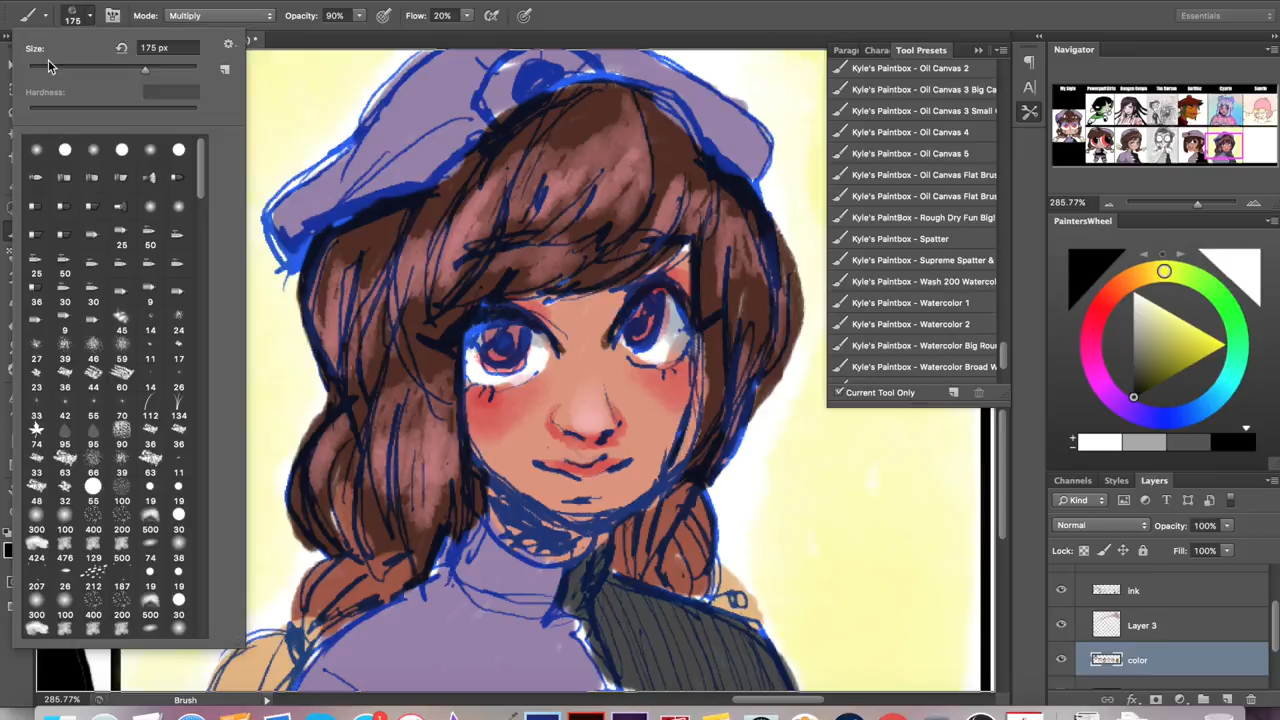 175
Mode: Multiply Opacity: 90% Flow: 20% Essentials
Size: 175 px
Hardness:
25 50
25 50
36 30 30 9
9 45 14 24
27 39 46 59 11 17
23 36 44 60 14 26
33 42 55 70 112 134
74 95 95 90 36 36
33 63 66 39 63 11
48 32 55 100 19 19
300 100 400 200 500 30
424 476 129 500 74 38
207 26 212 187 19 19
300 100 400 200 500 30
) *
Paragr Charac Tool Presets
Kyle's Paintbox - Oil Canvas 2
Kyle's Paintbox - Oil Canvas 3 Big Ca
Kyle's Paintbox - Oil Canvas 3 Small
Kyle's Paintbox - Oil Canvas 4
Kyle's Paintbox - Oil Canvas 5
Kyle's Paintbox - Oil Canvas Flat Brus
Kyle's Paintbox - Oil Canvas Flat Brus
Kyle's PaintBox - Rough Dry Fun Big!
Kyle's Paintbox - Spatter
Kyle's Paintbox - Supreme Spatter &
Kyle's Paintbox - Wash 200 Watercol
Kyle's Paintbox - Watercolor 1
Kyle's Paintbox - Watercolor 2
Kyle's Paintbox - Watercolor Big Rou
Kyle's Paintbox - Watercolor Broad W
Current Tool Only
Navigator
My Style
285.77%
PaintersWheel
Channels Styles Layers
Kind
Normal Opacity: 100%
Lock: Fill: 100%
ink
Layer 3
color
285.77% Brush